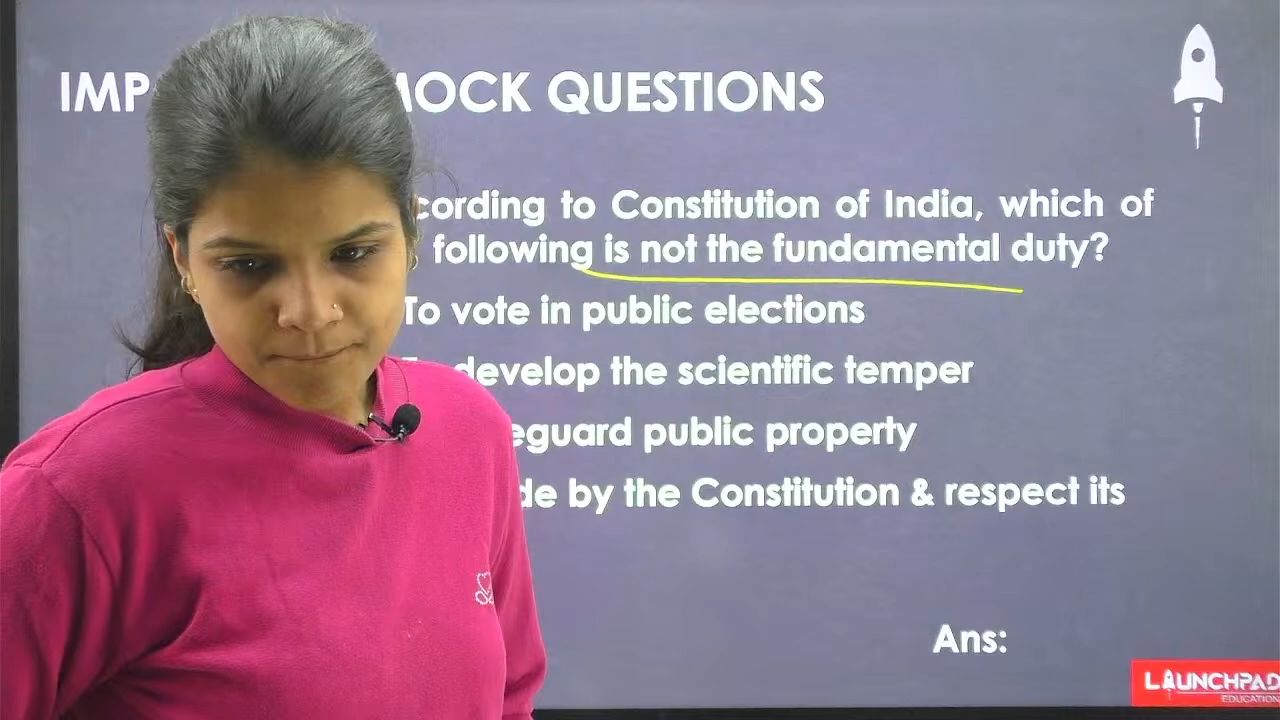 IMP MOCK QUESTIONS
cording to Constitution of India, which of
following is not the fundamental duty?
To vote in public elections
develop the scientific temper
eguard public property
de by the Constitution & respect its
Ans:
LAUNCHPAD
EDUCATION